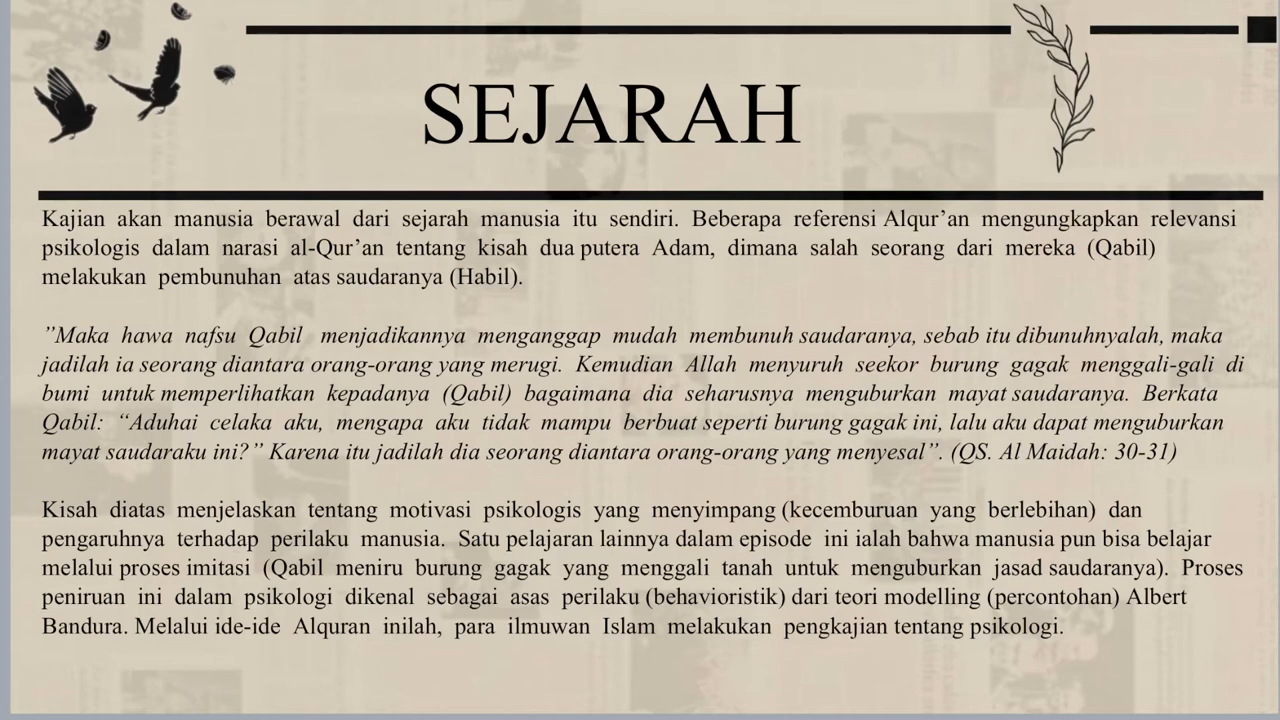 SEJARAH
Kajian akan manusia berawal dari sejarah manusia itu sendiri. Beberapa referensi Alqur’an mengungkapkan relevansi
psikologis dalam narasi al-Qur’an tentang kisah dua putera Adam, dimana salah seorang dari mereka (Qabil)
melakukan pembunuhan atas saudaranya (Habil).
”Maka hawa nafsu Qabil menjadikannya menganggap mudah membunuh saudaranya, sebab itu dibunuhnyalah, maka
jadilah ia seorang diantara orang-orang yang merugi. Kemudian Allah menyuruh seekor burung gagak menggali-gali di
bumi untuk memperlihatkan kepadanya (Qabil) bagaimana dia seharusnya menguburkan mayat saudaranya. Berkata
Qabil: “Aduhai celaka aku, mengapa aku tidak mampu berbuat seperti burung gagak ini, lalu aku dapat menguburkan
mayat saudaraku ini?” Karena itu jadilah dia seorang diantara orang-orang yang menyesal”. (QS. Al Maidah: 30-31)
Kisah diatas menjelaskan tentang motivasi psikologis yang menyimpang (kecemburuan yang berlebihan) dan
pengaruhnya terhadap perilaku manusia. Satu pelajaran lainnya dalam episode ini ialah bahwa manusia pun bisa belajar
melalui proses imitasi (Qabil meniru burung gagak yang menggali tanah untuk menguburkan jasad saudaranya). Proses
peniruan ini dalam psikologi dikenal sebagai asas perilaku (behavioristik) dari teori modelling (percontohan) Albert
Bandura. Melalui ide-ide Alquran inilah, para ilmuwan Islam melakukan pengkajian tentang psikologi.